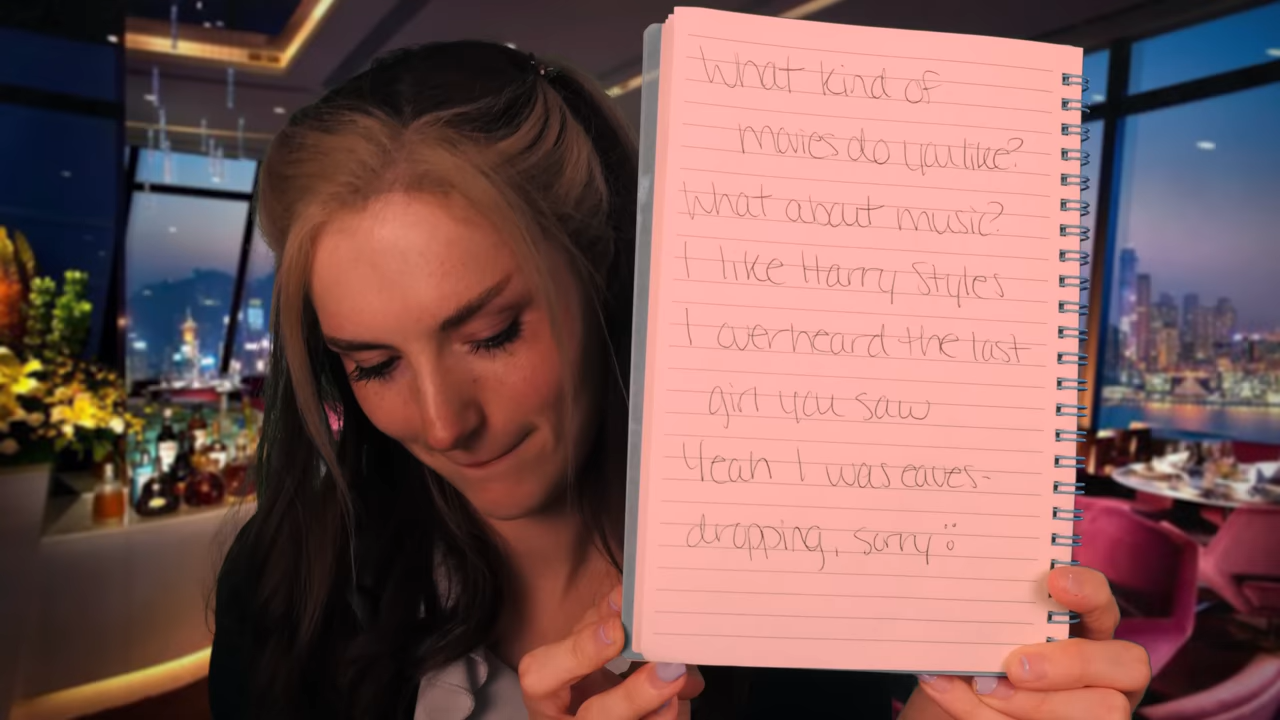 What kind of
movies do you like?
What about music?
I like Harry Styles
I overheard the last
girl you saw
Yeah I was eaves-
dropping, sorry